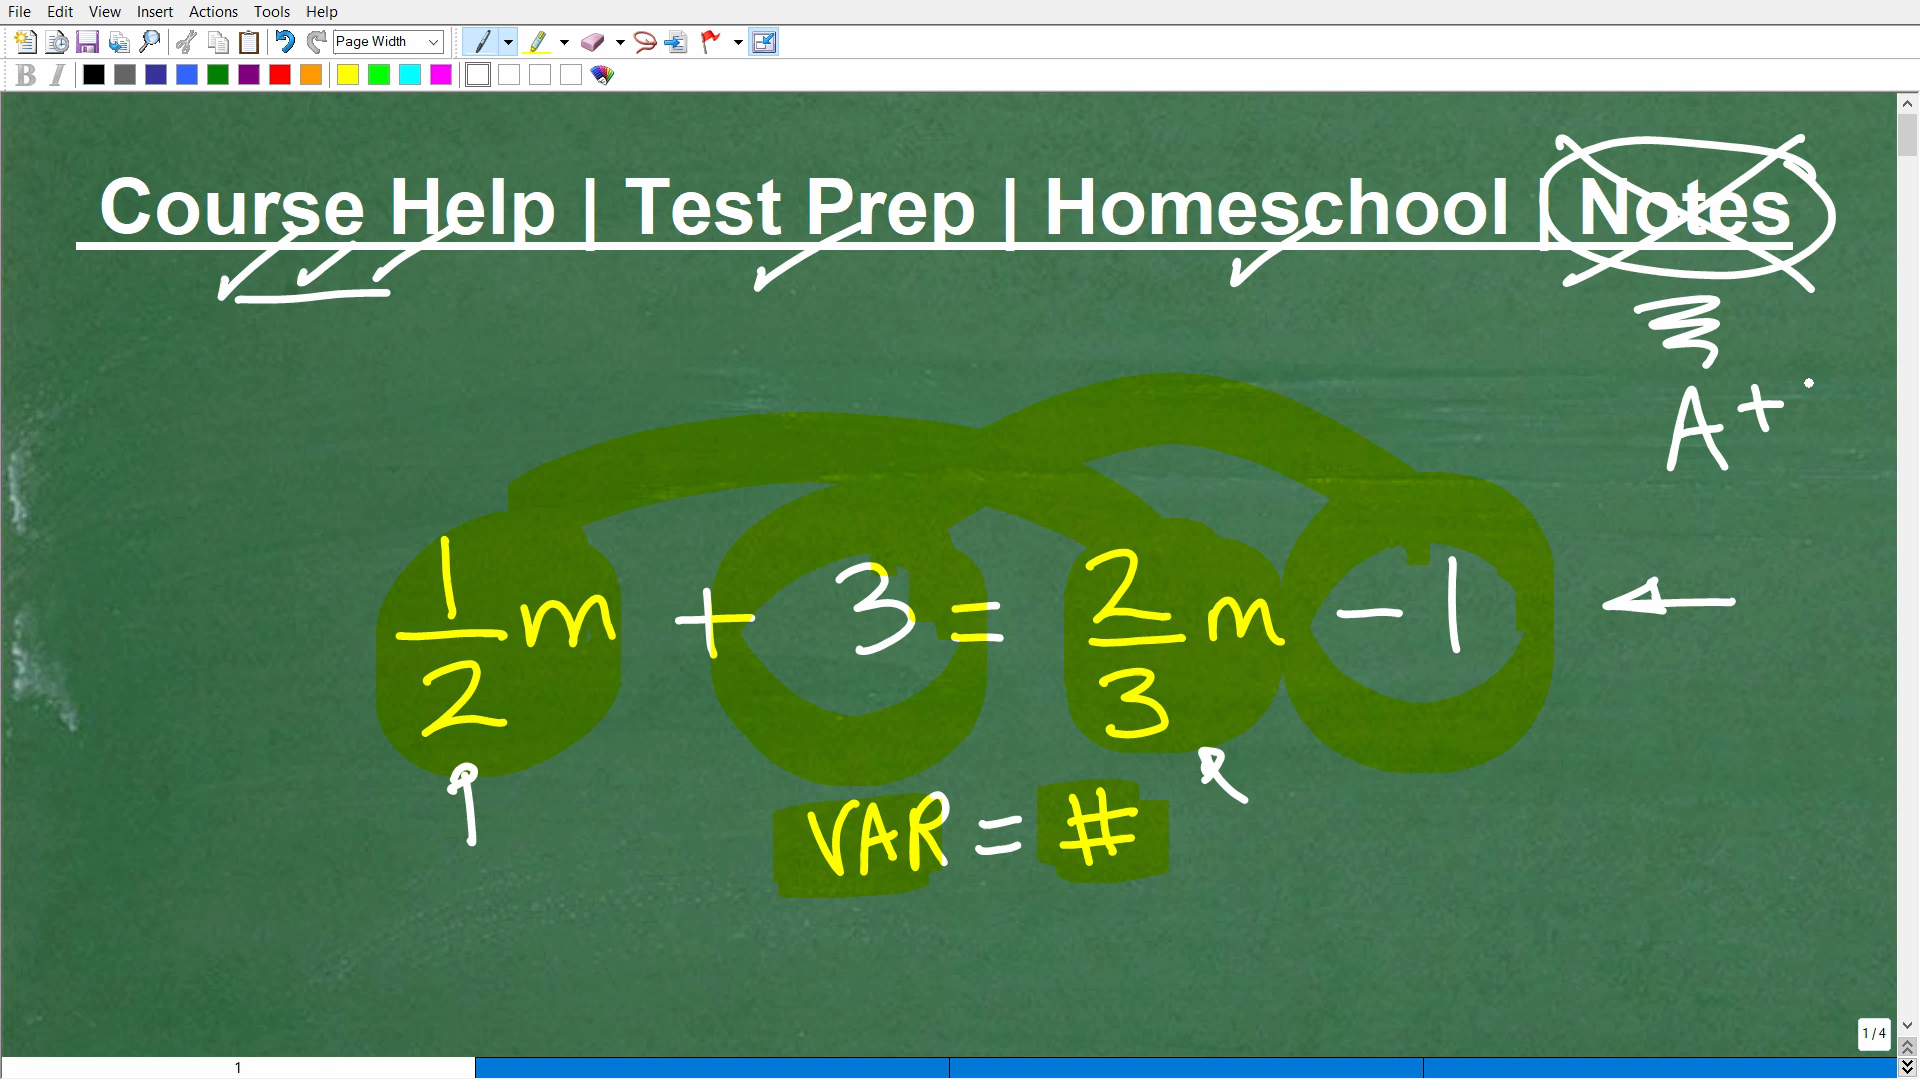 File Edit View Insert Actions Tools Help
Page Width
B I
Course Help | Test Prep | Homeschool | Notes
A+
1/2 m + 3 = 2/3 m - 1
VAR = #
1/4
1